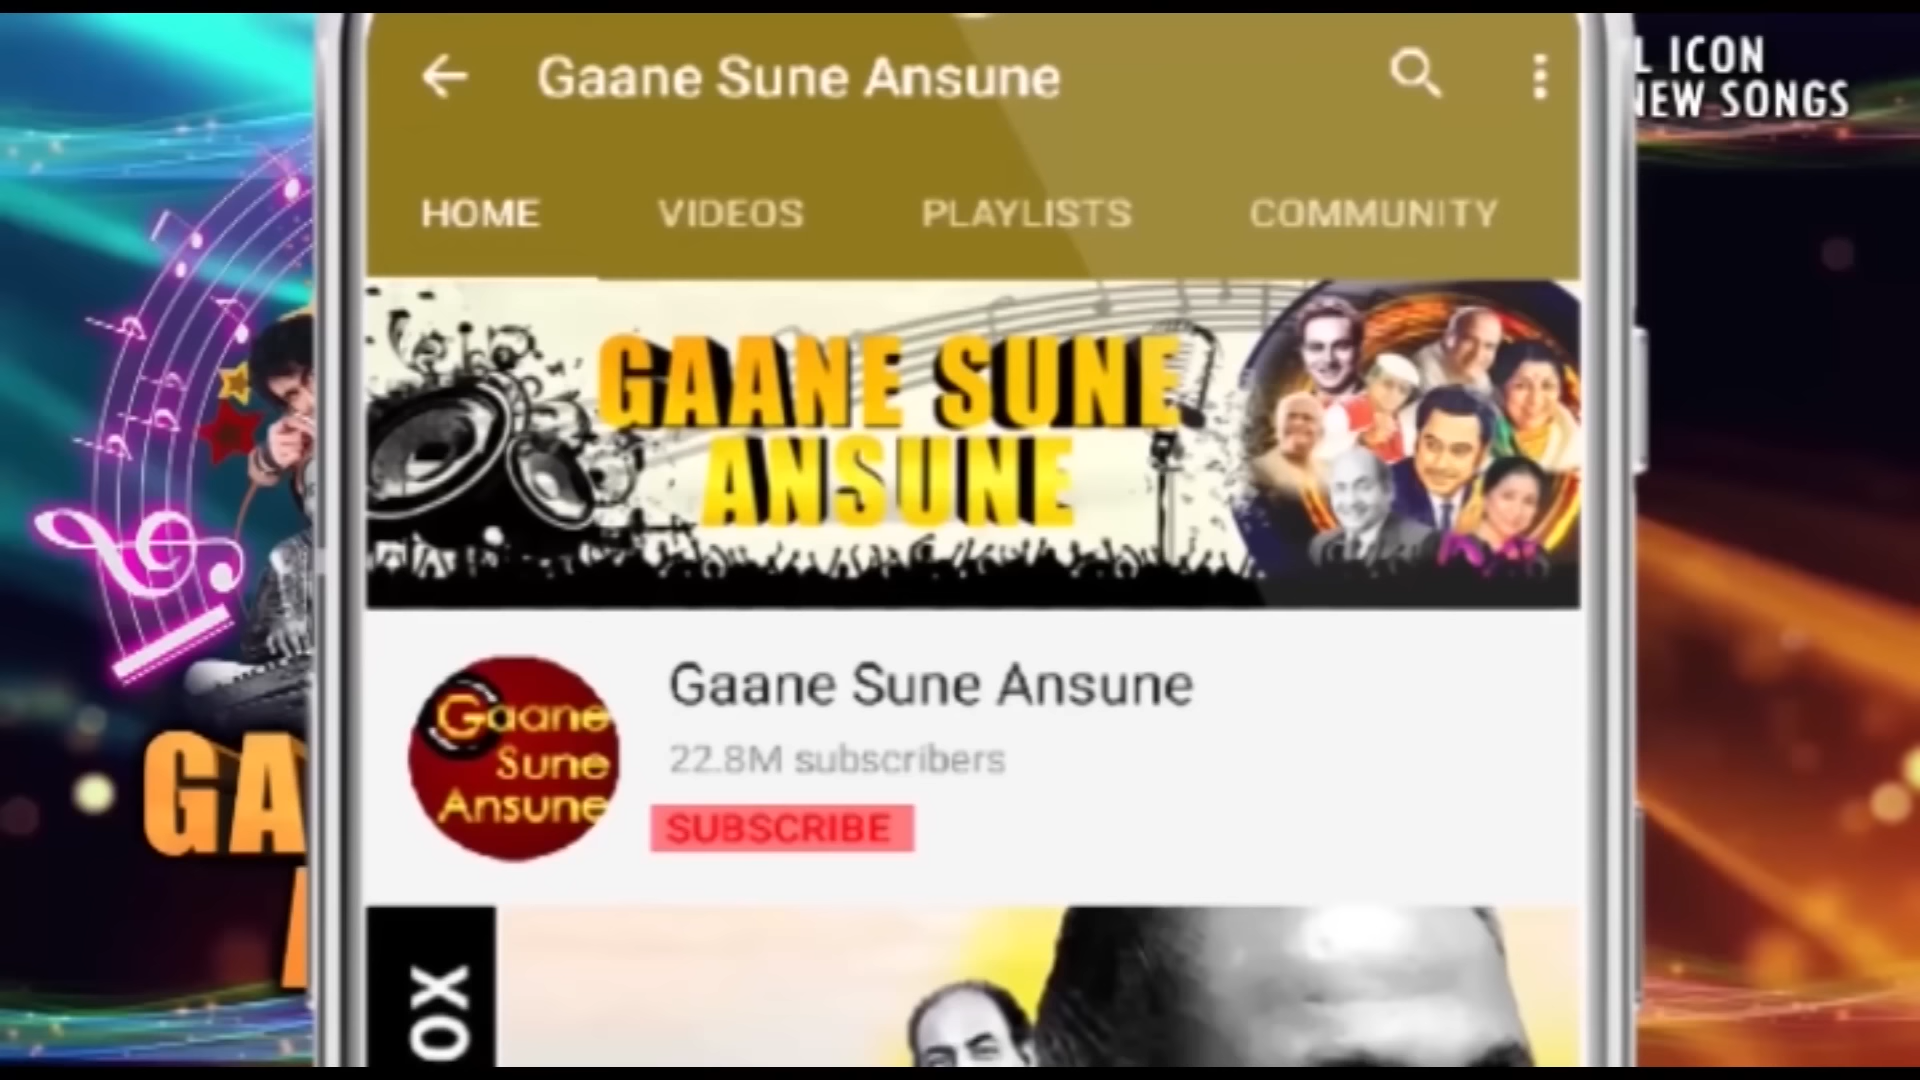 Gaane Sune Ansune
L ICON
NEW SONGS
HOME VIDEOS PLAYLISTS COMMUNITY
GAANE SUNE
ANSUNE
Gaane
Sune
Ansune
Gaane Sune Ansune
22.8M subscribers
SUBSCRIBE
GA
A
OX